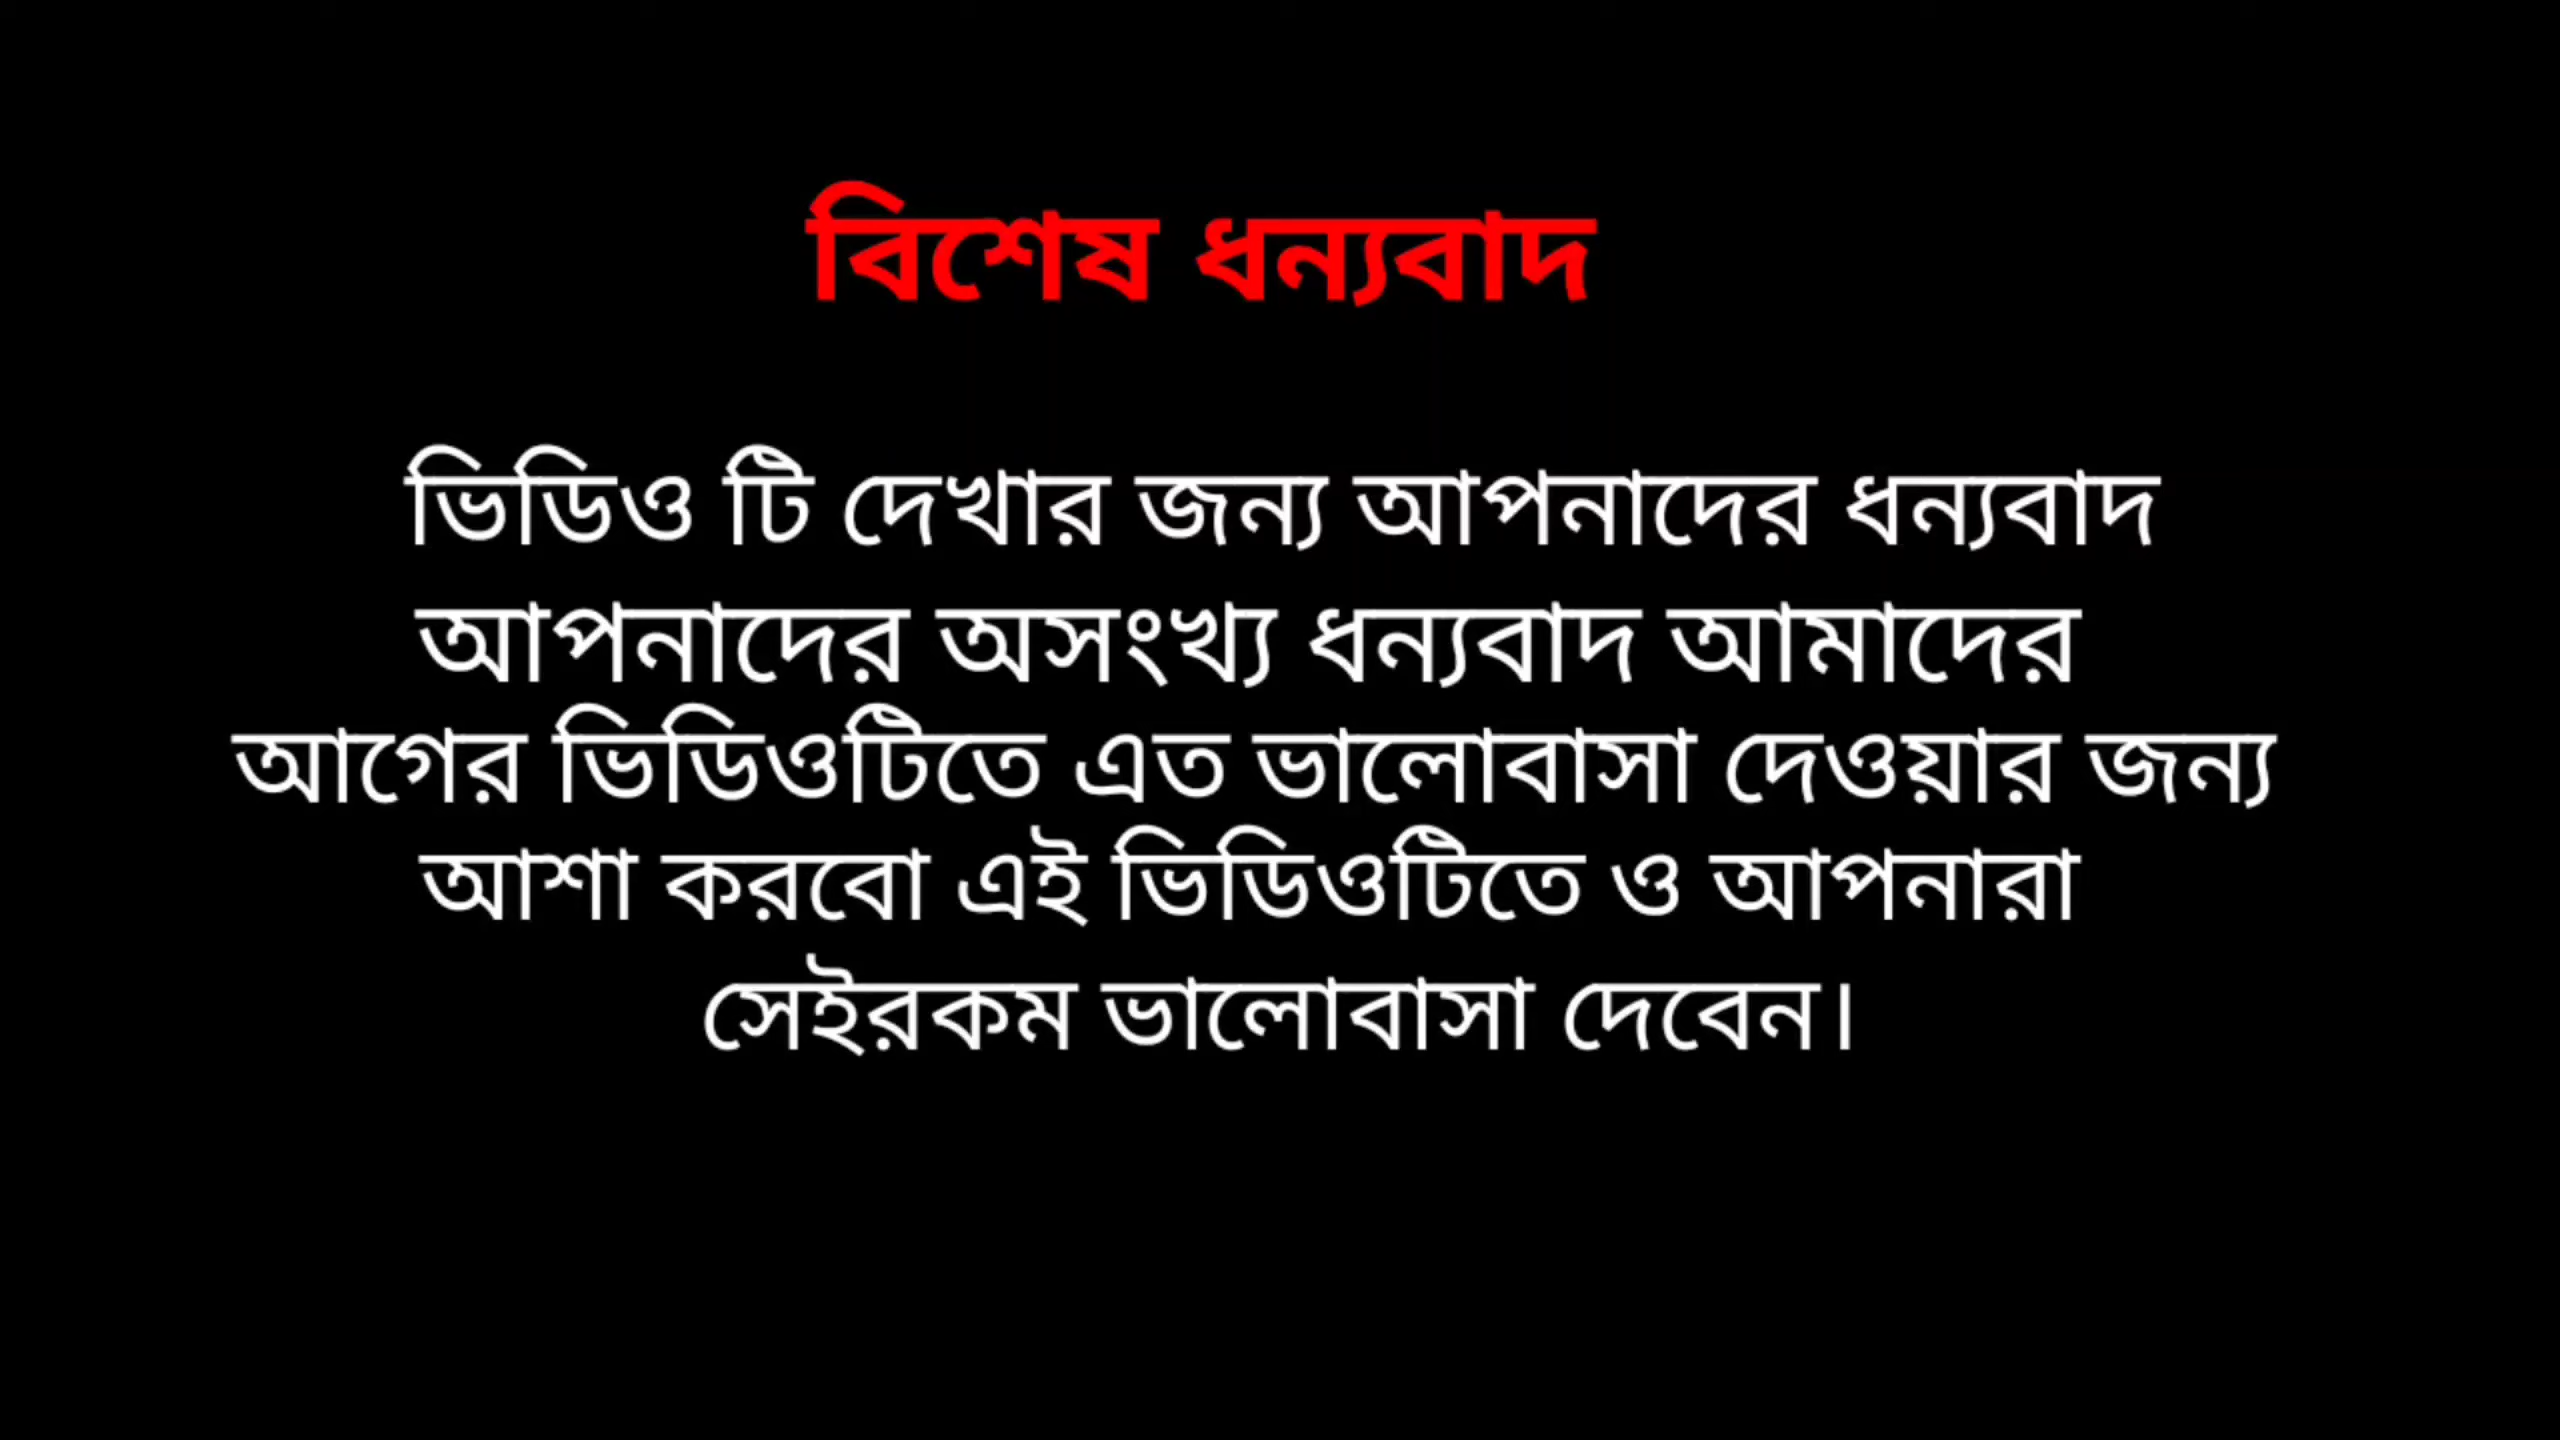 বিশেষ ধন্যবাদ
ভিডিও টি দেখার জন্য আপনাদের ধন্যবাদ
আপনাদের অসংখ্য ধন্যবাদ আমাদের
আগের ভিডিওটিতে এত ভালোবাসা দেওয়ার জন্য
আশা করবো এই ভিডিওটিতে ও আপনারা
সেইরকম ভালোবাসা দেবেন।